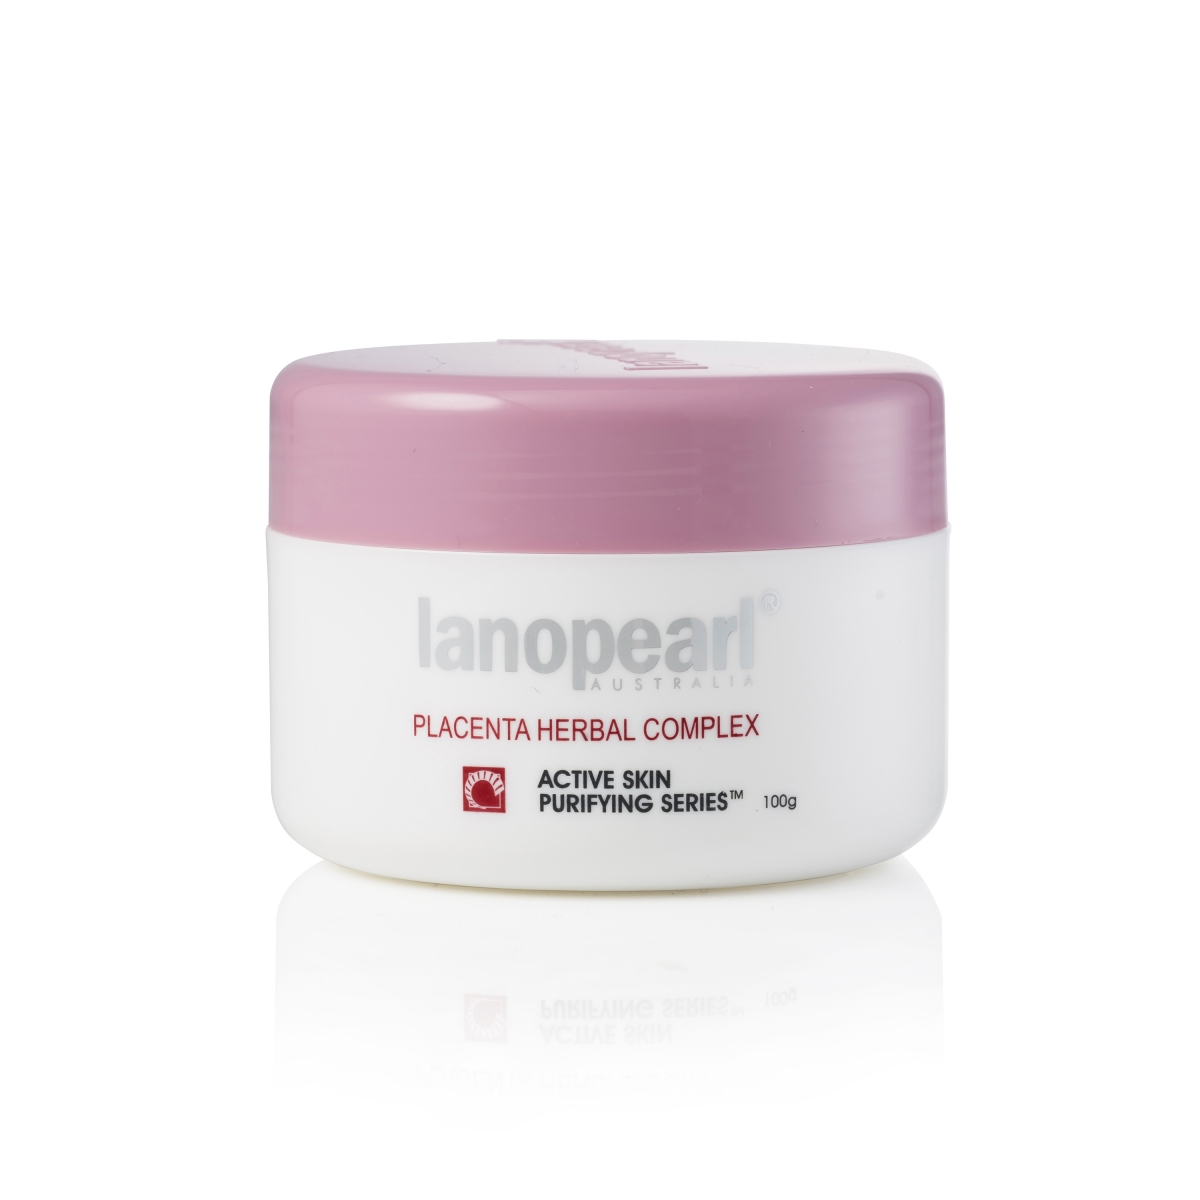 lanopearl®
AUSTRALIA
PLACENTA HERBAL COMPLEX
ACTIVE SKIN
PURIFYING SERIES™ 100g